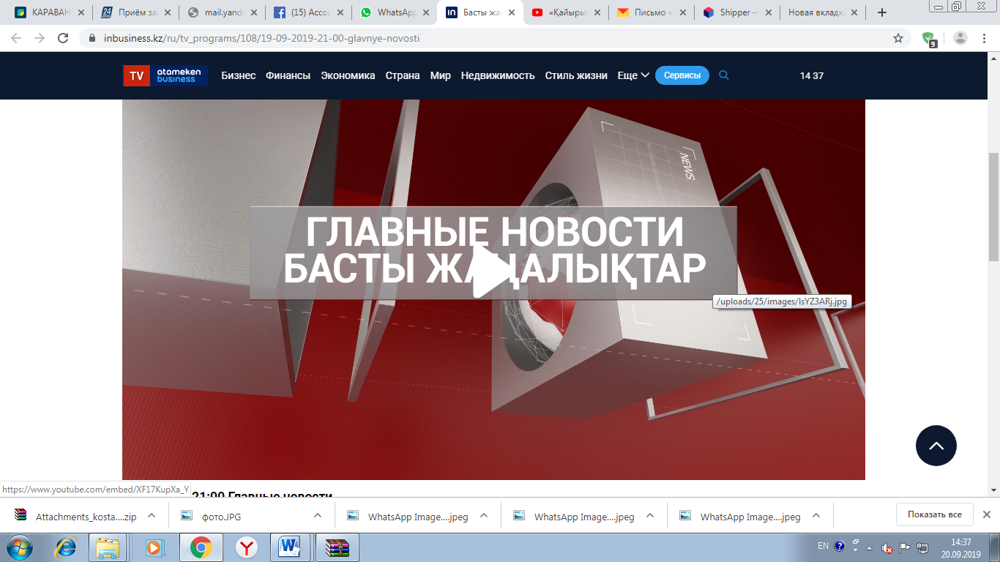 КАРАВАН
Приём за
mail.yande
(15) Accou
WhatsApp
Басты жа
«Қайыры
Письмо «
Shipper –
Новая вкладк
inbusiness.kz/ru/tv_programs/108/19-09-2019-21-00-glavnye-novosti
9
TV atameken business
Бизнес Финансы Экономика Страна Мир Недвижимость Стиль жизни Еще Сервисы 14 37
NEWS
ГЛАВНЫЕ НОВОСТИ
БАСТЫ ЖАҢАЛЫҚТАР
/uploads/25/images/IsYZ3ARj.jpg
https://www.youtube.com/embed/XF17KupXa_Y
21:00 Главные новости
Attachments_kosta....zip
фото.JPG
WhatsApp Image....jpeg
WhatsApp Image....jpeg
WhatsApp Image....jpeg
Показать все
EN
14:37
20.09.2019